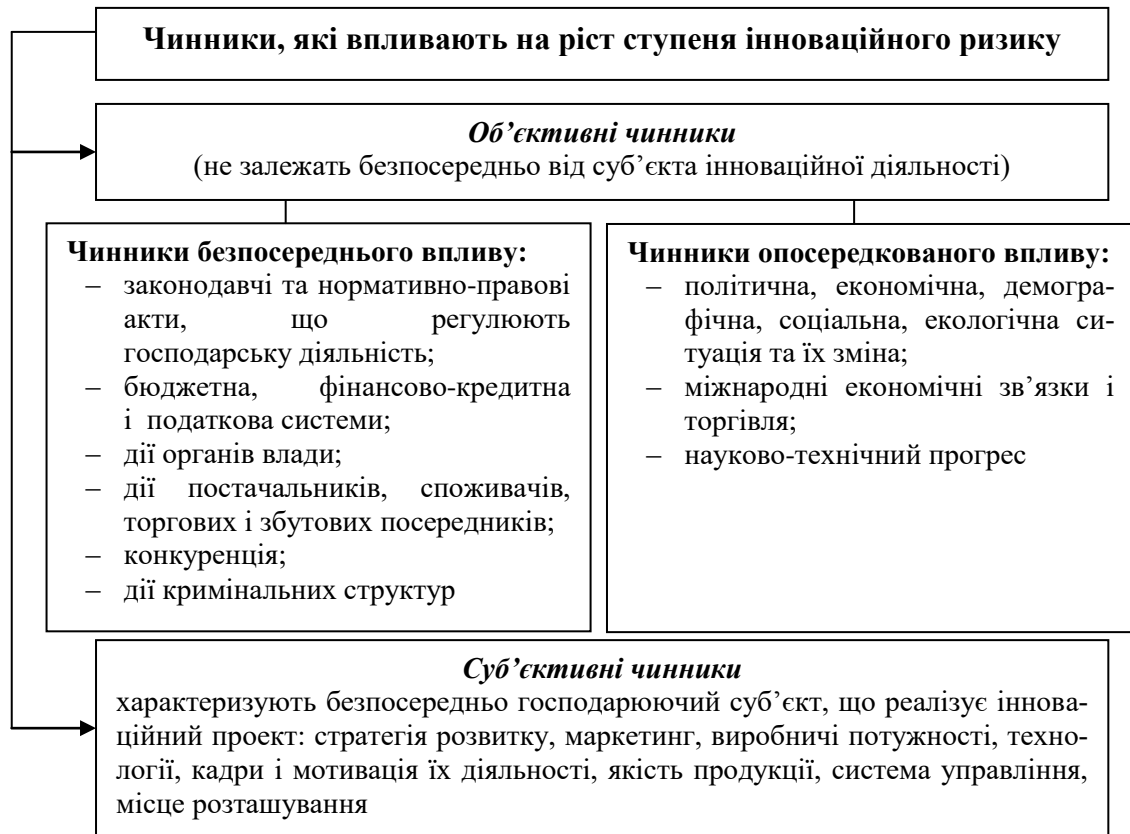 Чинники, які впливають на ріст ступеня інноваційного ризику
Об’єктивні чинники
(не залежать безпосередньо від суб’єкта інноваційної діяльності)
Чинники безпосереднього впливу:
– законодавчі та нормативно-правові
акти, що регулюють
господарську діяльність;
– бюджетна, фінансово-кредитна
і податкова системи;
– дії органів влади;
– дії постачальників, споживачів,
торгових і збутових посередників;
– конкуренція;
– дії кримінальних структур
Чинники опосередкованого впливу:
– політична, економічна, демогра-
фічна, соціальна, екологічна си-
туація та їх зміна;
– міжнародні економічні зв’язки і
торгівля;
– науково-технічний прогрес
Суб’єктивні чинники
характеризують безпосередньо господарюючий суб’єкт, що реалізує іннова-
ційний проект: стратегія розвитку, маркетинг, виробничі потужності, техно-
логії, кадри і мотивація їх діяльності, якість продукції, система управління,
місце розташування